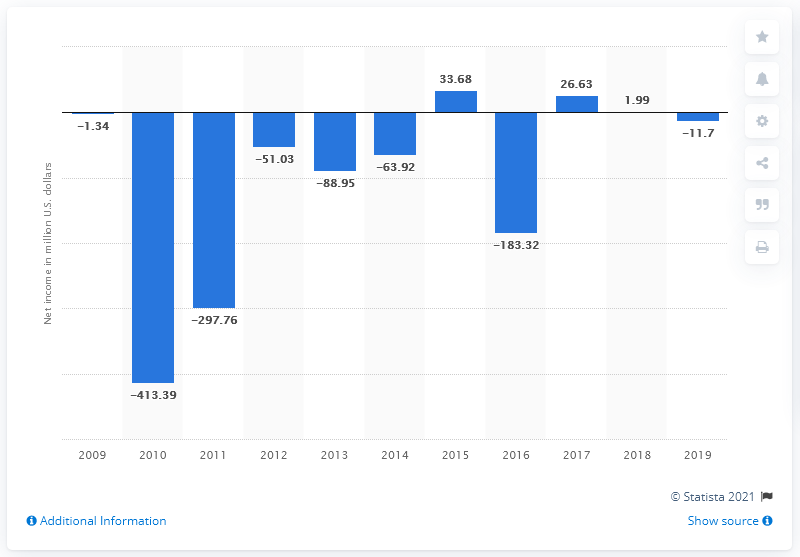 33.68
26.63
1.99
−1.34
−11.7
−51.03
−63.92
−88.95
−183.32
−297.76
−413.39
Net income in million U.S. dollars
2009 2010 2011 2012 2013 2014 2015 2016 2017 2018 2019
© Statista 2021
Additional Information
Show source